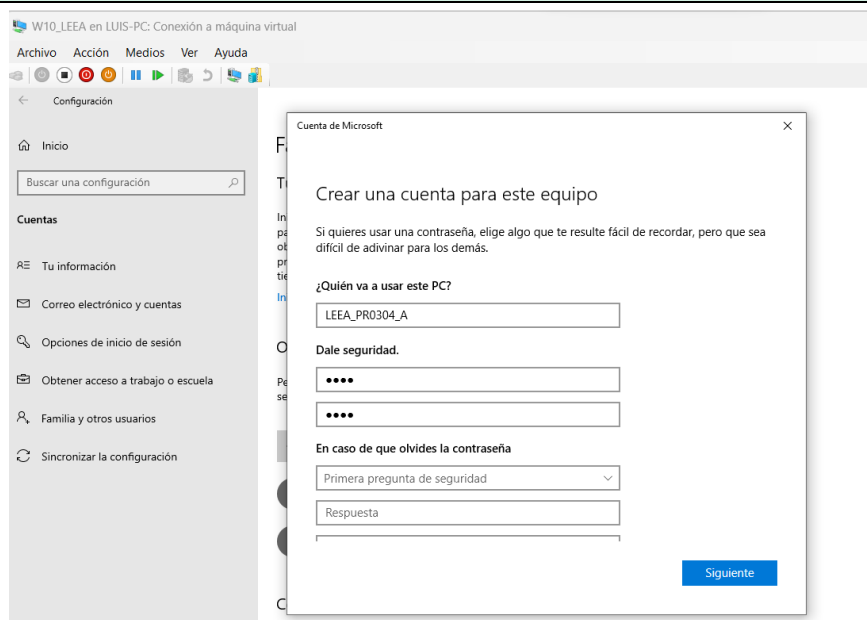 W10_LEEA en LUIS-PC: Conexión a máquina virtual
Archivo Acción Medios Ver Ayuda
Configuración
Inicio
Buscar una configuración
Cuentas
Tu información
Correo electrónico y cuentas
Opciones de inicio de sesión
Obtener acceso a trabajo o escuela
Familia y otros usuarios
Sincronizar la configuración
Cuenta de Microsoft
Crear una cuenta para este equipo
Si quieres usar una contraseña, elige algo que te resulte fácil de recordar, pero que sea
difícil de adivinar para los demás.
¿Quién va a usar este PC?
LEEA_PR0304_A
Dale seguridad.
••••
••••
En caso de que olvides la contraseña
Primera pregunta de seguridad
Respuesta
Siguiente